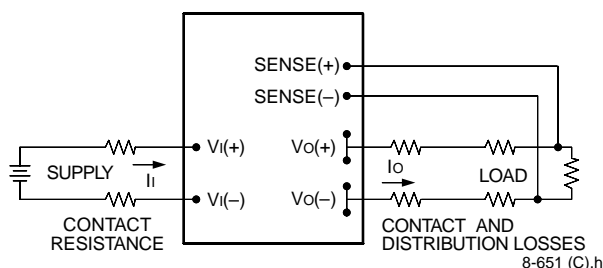 SENSE(+)
SENSE(–)
VI(+)
VO(+)
IO
SUPPLY
II
LOAD
VI(–)
VO(–)
CONTACT
RESISTANCE
CONTACT AND
DISTRIBUTION LOSSES
8-651 (C).h